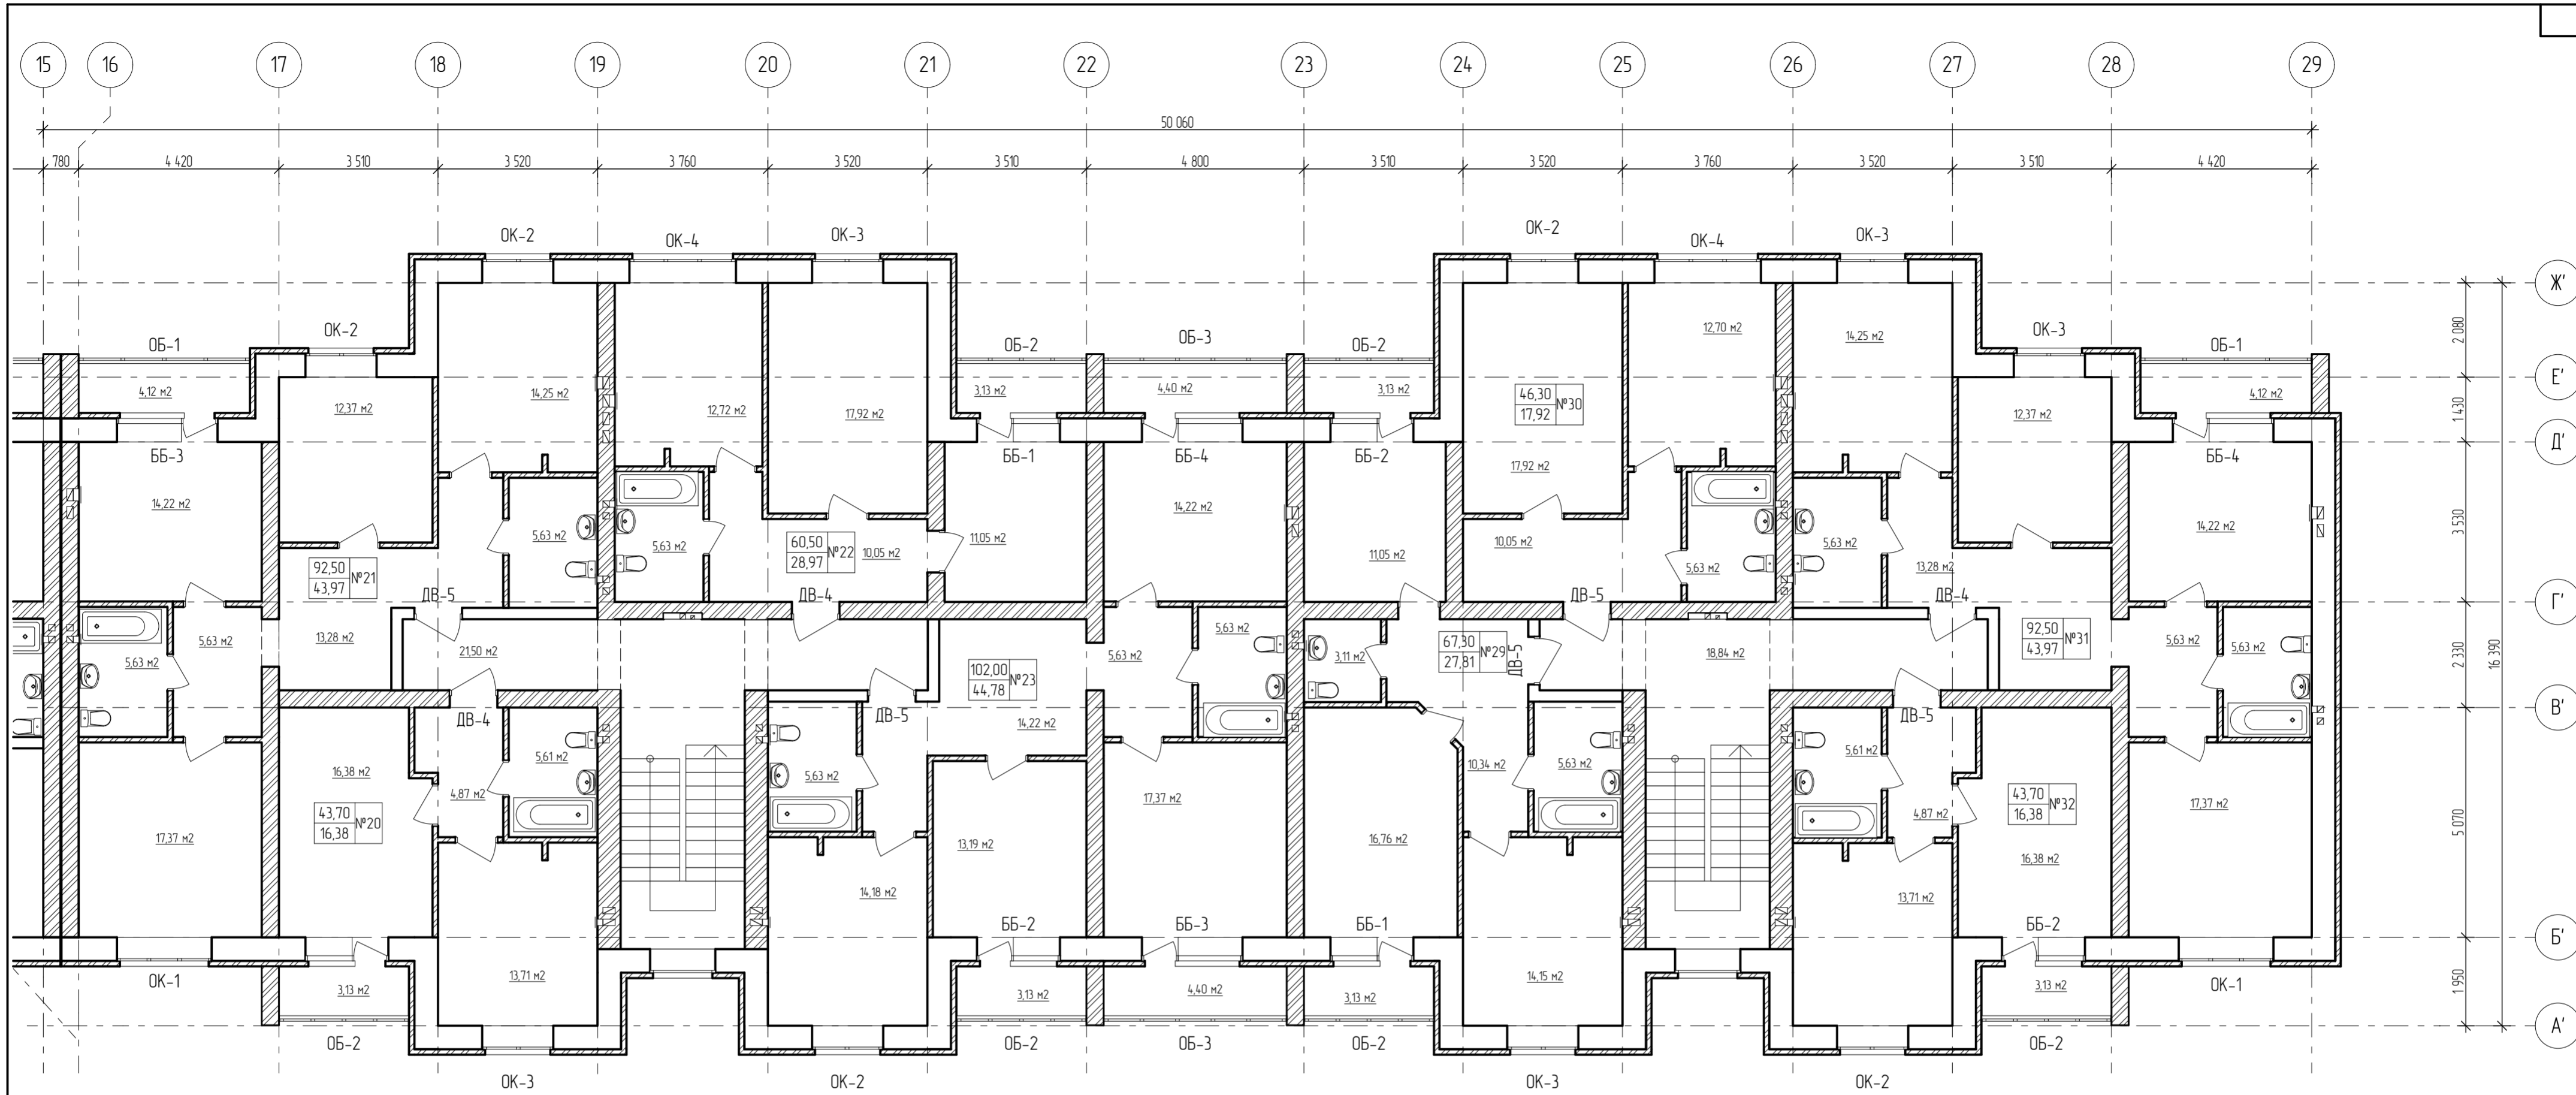 15 16 17 18 19 20 21 22 23 24 25 26 27 28 29
50 060
780 4 420 3 510 3 520 3 760 3 520 3 510 4 800 3 510 3 520 3 760 3 520 3 510 4 420
ОК-2 ОК-4 ОК-3 ОК-2 ОК-4 ОК-3
Ж'
ОБ-1 ОК-2 ОБ-2 ОБ-3 ОБ-2 ОК-3 ОБ-1
12,70 м2 14,25 м2
2 080
Е'
4,12 м2 14,25 м2 3,13 м2 4,40 м2 3,13 м2 4,12 м2
12,37 м2 12,72 м2 17,92 м2 12,37 м2
46,30
17,92
№30
1 430
Д'
ББ-3 ББ-1 ББ-4 ББ-2 17,92 м2 ББ-4
14,22 м2 14,22 м2 14,22 м2
3 530
5,63 м2 5,63 м2 10,05 м2 11,05 м2 11,05 м2 10,05 м2 5,63 м2 5,63 м2 13,28 м2
92,50
43,97
№21
60,50
28,97
№22
ДВ-5 ДВ-4 ДВ-5 ДВ-4
Г'
5,63 м2 5,63 м2 13,28 м2 21,50 м2 5,63 м2 5,63 м2 3,11 м2 18,84 м2 5,63 м2 5,63 м2
102,00
44,78
№23
67,30
27,81
№29
ДВ-5
92,50
43,97
№31
2 330
16 390
В'
ДВ-4 ДВ-5 14,22 м2 ДВ-5
16,38 м2 5,61 м2 5,63 м2 10,34 м2 5,63 м2 5,61 м2
4,87 м2 17,37 м2 4,87 м2 17,37 м2
43,70
16,38
№20
43,70
16,38
№32
5 070
17,37 м2 13,19 м2 16,76 м2 16,38 м2
14,18 м2 13,71 м2
ББ-2 ББ-3 ББ-1 ББ-2
Б'
ОК-1 13,71 м2 14,15 м2 ОК-1
3,13 м2 3,13 м2 4,40 м2 3,13 м2 3,13 м2
1 950
А'
ОБ-2 ОБ-2 ОБ-3 ОБ-2 ОБ-2
ОК-3 ОК-2 ОК-3 ОК-2